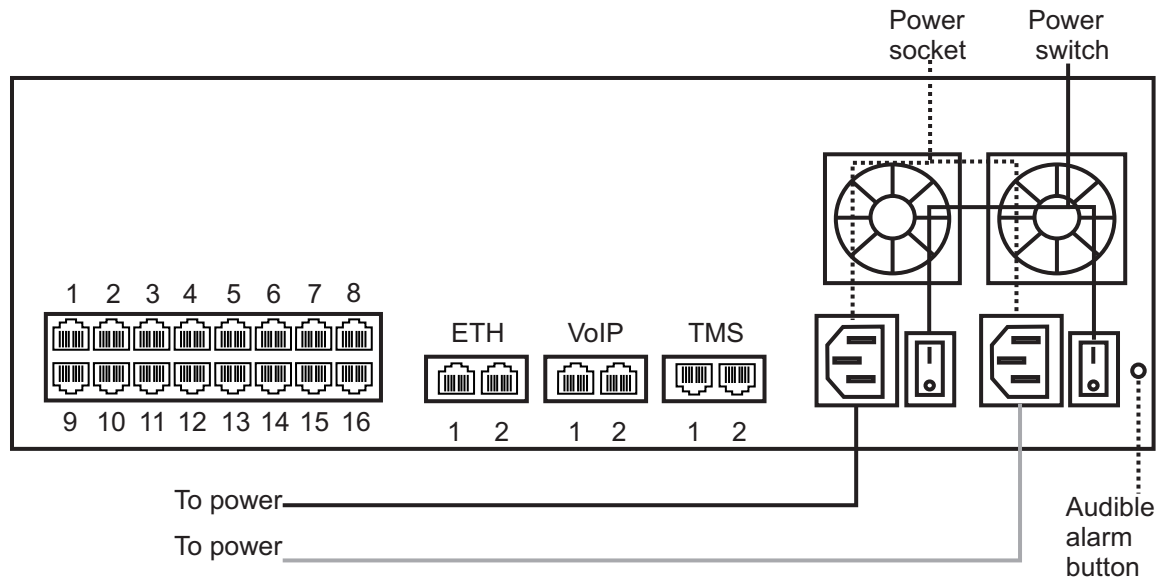 Power socket
Power switch
1 2 3 4 5 6 7 8
9 10 11 12 13 14 15 16
ETH
1 2
VoIP
1 2
TMS
1 2
To power
To power
Audible
alarm
button